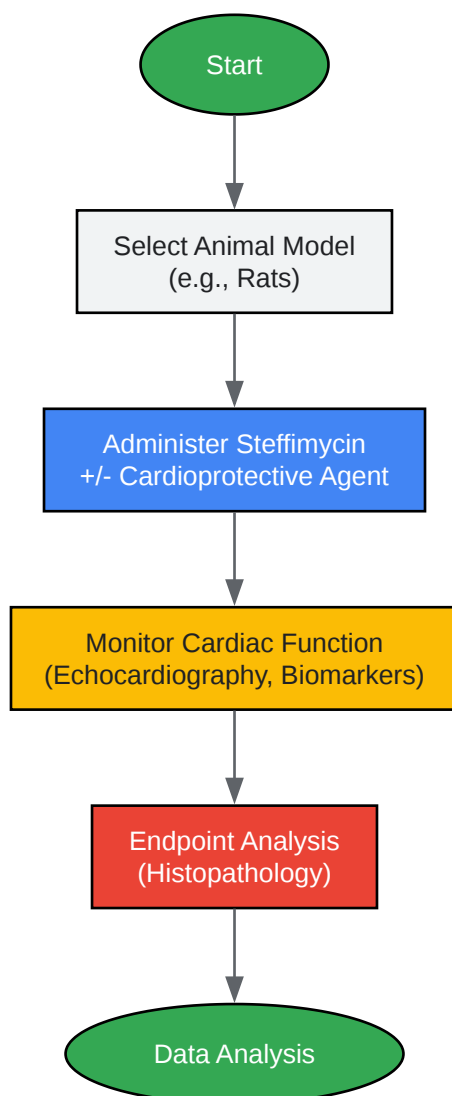 Start
Select Animal Model
(e.g., Rats)
Administer Steffimycin
+/- Cardioprotective Agent
Monitor Cardiac Function
(Echocardiography, Biomarkers)
Endpoint Analysis
(Histopathology)
Data Analysis